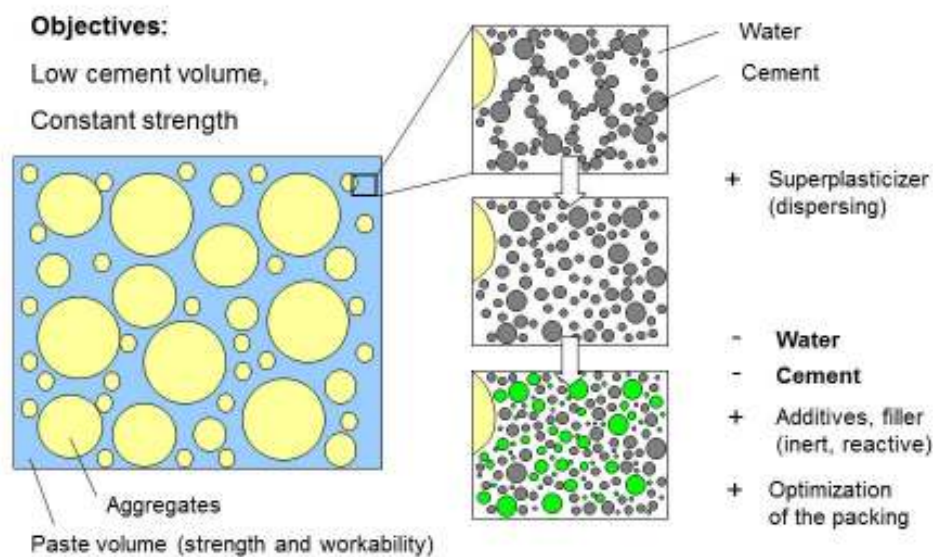 Objectives:
Low cement volume,
Constant strength
Water
Cement
+ Superplasticizer
(dispersing)
- Water
- Cement
+ Additives, filler
(inert, reactive)
+ Optimization
of the packing
Aggregates
Paste volume (strength and workability)